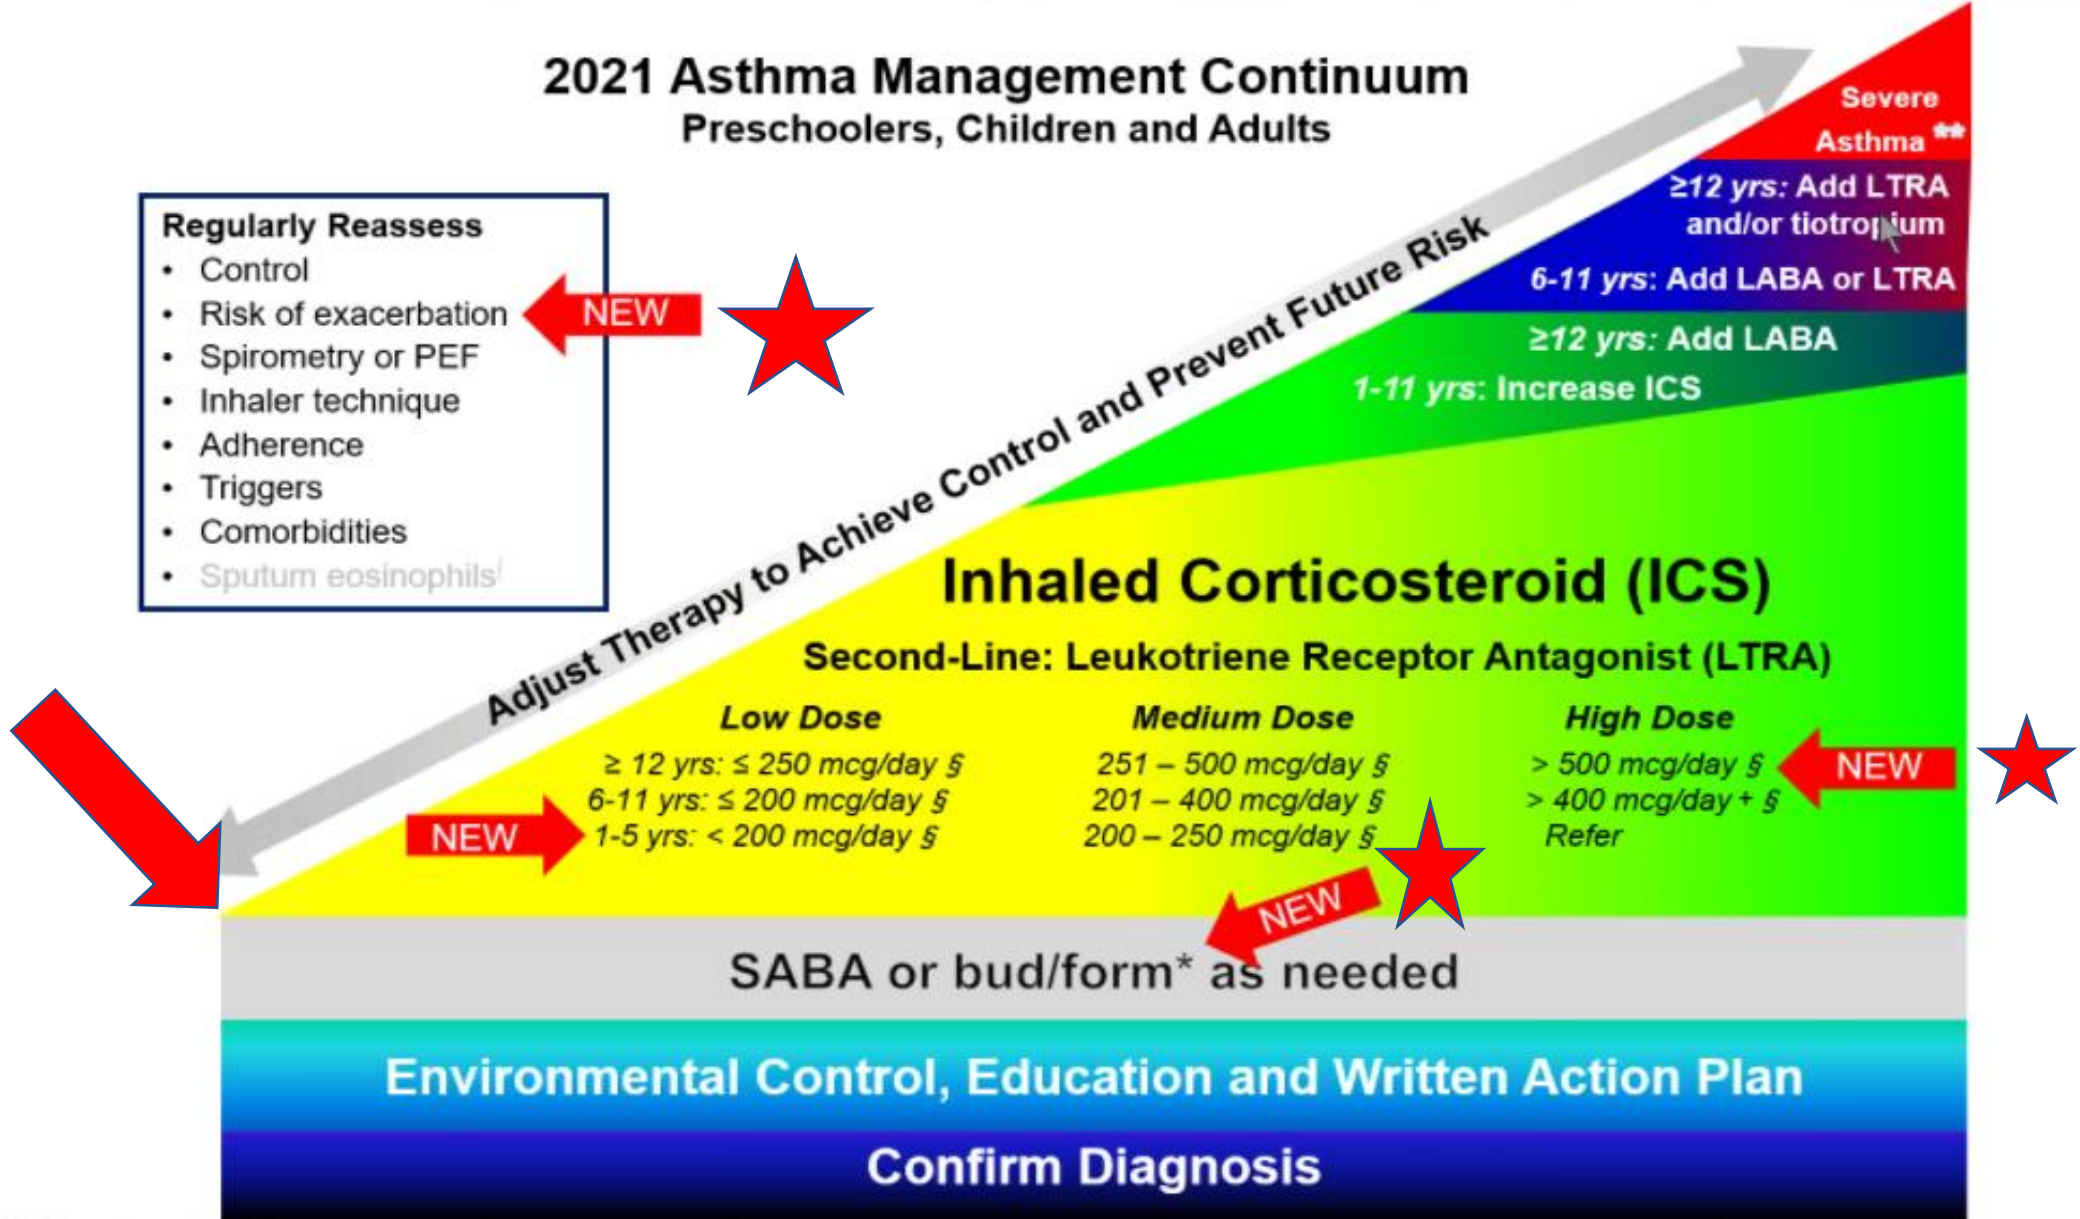 2021 Asthma Management Continuum
Preschoolers, Children and Adults
Regularly Reassess
• Control
• Risk of exacerbation
NEW
• Spirometry or PEF
• Inhaler technique
• Adherence
• Triggers
• Comorbidities
• Sputum eosinophils
Adjust Therapy to Achieve Control and Prevent Future Risk
Severe
Asthma **
≥12 yrs: Add LTRA
and/or tiotropium
6-11 yrs: Add LABA or LTRA
≥12 yrs: Add LABA
1-11 yrs: Increase ICS
Inhaled Corticosteroid (ICS)
Second-Line: Leukotriene Receptor Antagonist (LTRA)
Low Dose Medium Dose High Dose
≥ 12 yrs: ≤ 250 mcg/day § 251 – 500 mcg/day § > 500 mcg/day § NEW
6-11 yrs: ≤ 200 mcg/day § 201 – 400 mcg/day § > 400 mcg/day + §
NEW 1-5 yrs: < 200 mcg/day § 200 – 250 mcg/day § Refer
NEW
SABA or bud/form* as needed
Environmental Control, Education and Written Action Plan
Confirm Diagnosis